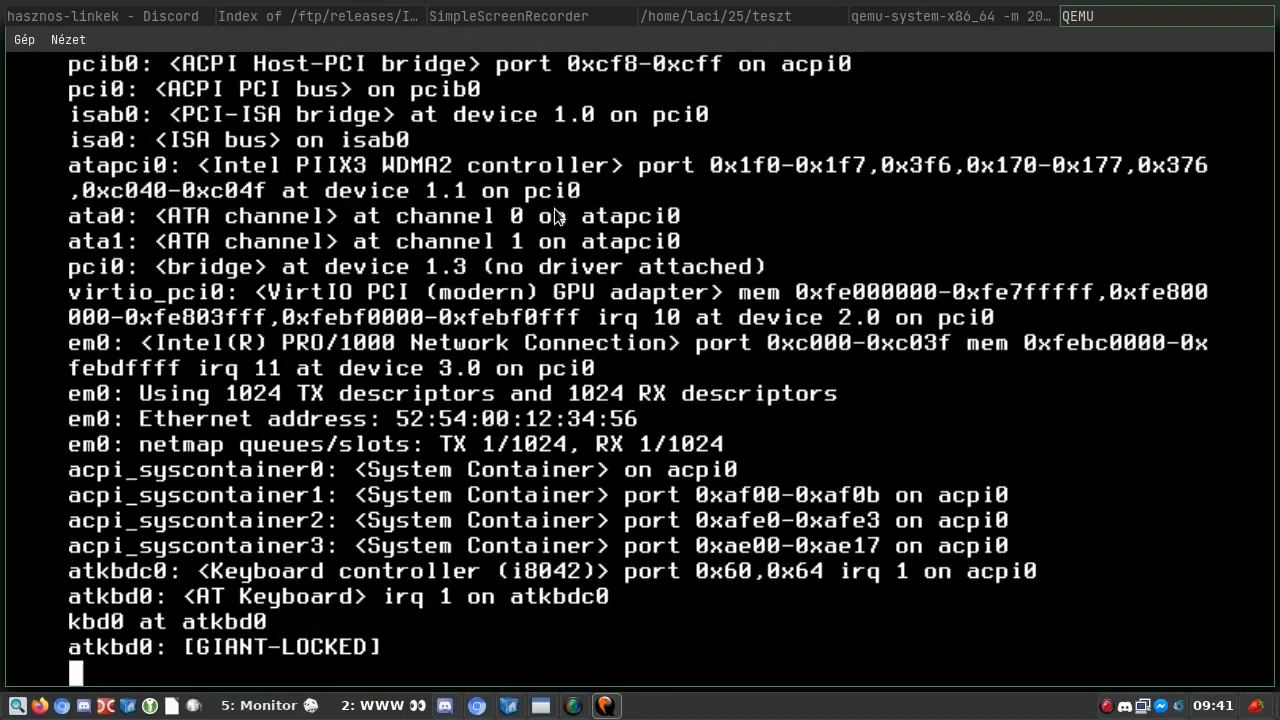 hasznos-linkek - Discord
Index of /ftp/releases/I...
SimpleScreenRecorder
/home/laci/25/teszt
qemu-system-x86_64 -m 20...
QEMU
Gép Nézet
pcib0: <ACPI Host-PCI bridge> port 0xcf8-0xcff on acpi0
pci0: <ACPI PCI bus> on pcib0
isab0: <PCI-ISA bridge> at device 1.0 on pci0
isa0: <ISA bus> on isab0
atapci0: <Intel PIIX3 WDMA2 controller> port 0x1f0-0x1f7,0x3f6,0x170-0x177,0x376
,0xc040-0xc04f at device 1.1 on pci0
ata0: <ATA channel> at channel 0 on atapci0
ata1: <ATA channel> at channel 1 on atapci0
pci0: <bridge> at device 1.3 (no driver attached)
virtio_pci0: <VirtIO PCI (modern) GPU adapter> mem 0xfe000000-0xfe7fffff,0xfe800
000-0xfe803fff,0xfebf0000-0xfebf0fff irq 10 at device 2.0 on pci0
em0: <Intel(R) PRO/1000 Network Connection> port 0xc000-0xc03f mem 0xfebc0000-0x
febdffff irq 11 at device 3.0 on pci0
em0: Using 1024 TX descriptors and 1024 RX descriptors
em0: Ethernet address: 52:54:00:12:34:56
em0: netmap queues/slots: TX 1/1024, RX 1/1024
acpi_syscontainer0: <System Container> on acpi0
acpi_syscontainer1: <System Container> port 0xaf00-0xaf0b on acpi0
acpi_syscontainer2: <System Container> port 0xafe0-0xafe3 on acpi0
acpi_syscontainer3: <System Container> port 0xae00-0xae17 on acpi0
atkbdc0: <Keyboard controller (i8042)> port 0x60,0x64 irq 1 on acpi0
atkbd0: <AT Keyboard> irq 1 on atkbdc0
kbd0 at atkbd0
atkbd0: [GIANT-LOCKED]
5: Monitor
2: WWW
09:41